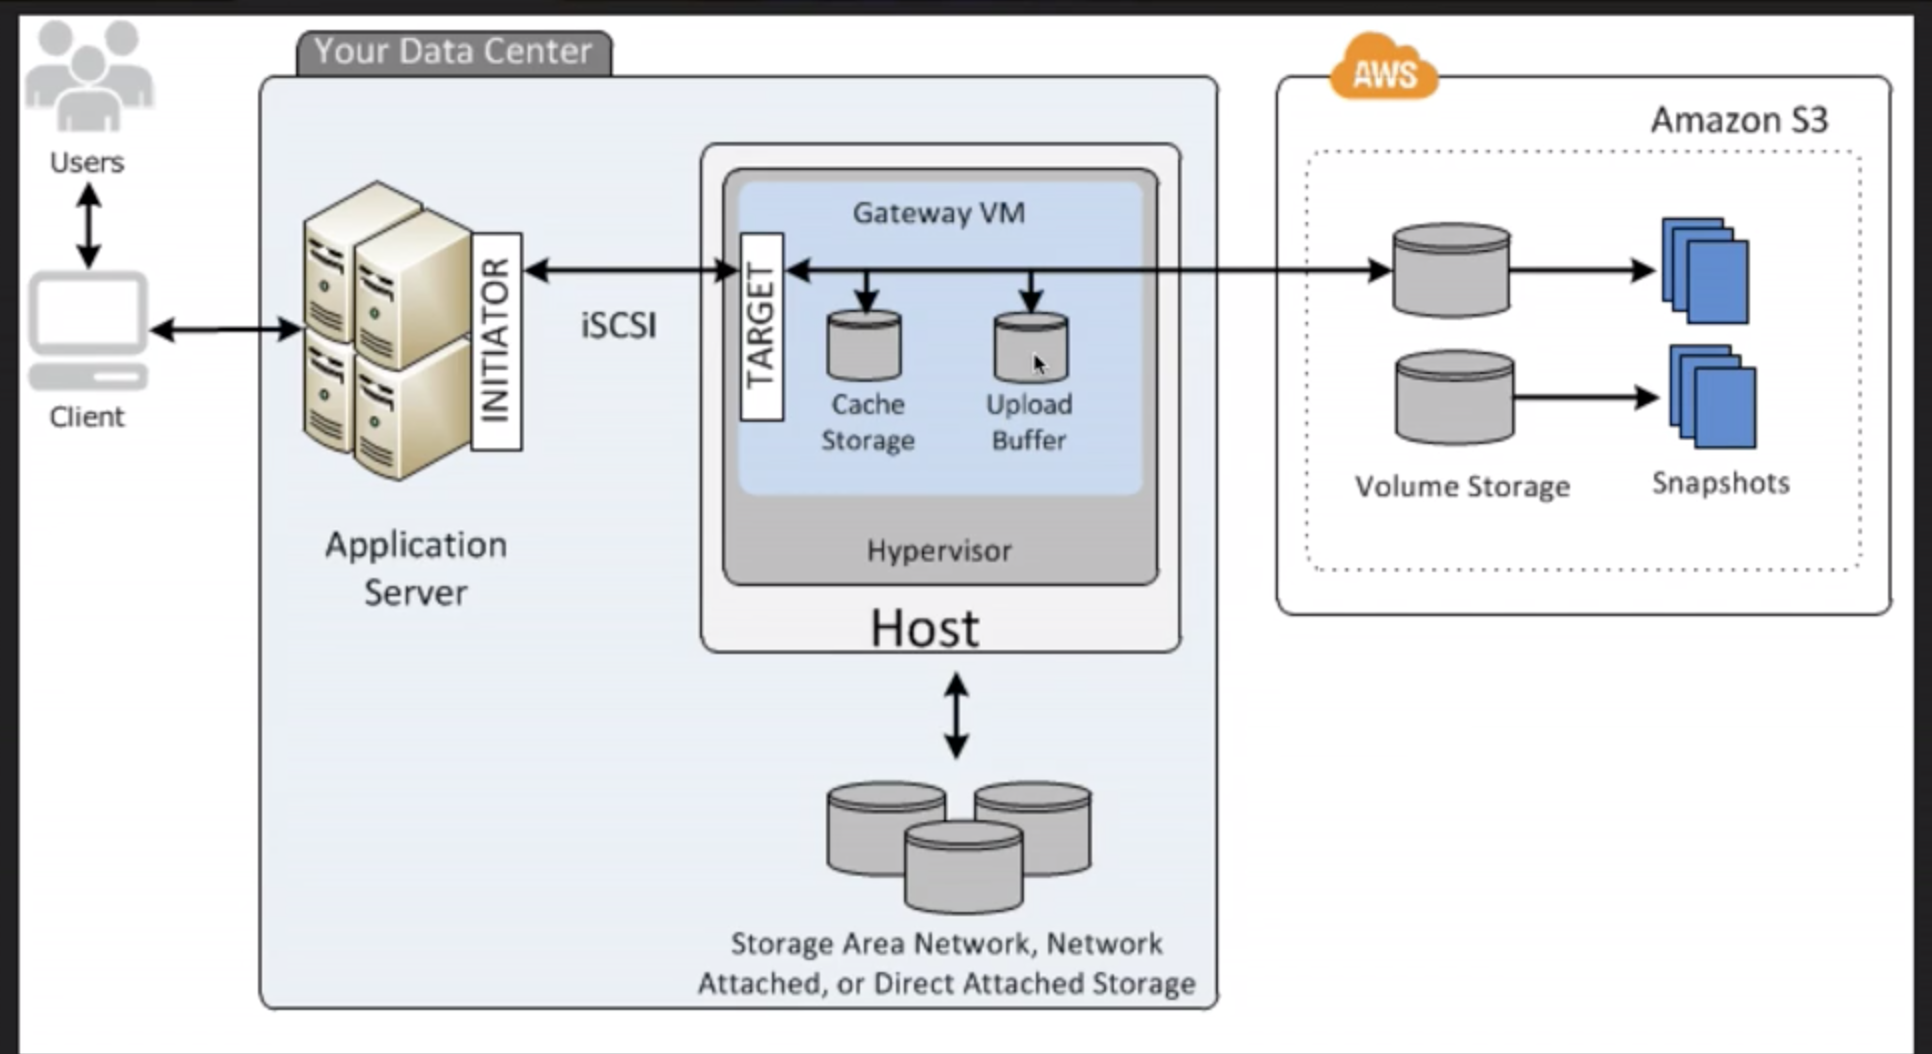 Your Data Center
AWS
Amazon S3
Users
Client
INITIATOR
Application
Server
iSCSI
TARGET
Gateway VM
Cache
Storage
Upload
Buffer
Hypervisor
Host
Storage Area Network, Network
Attached, or Direct Attached Storage
Volume Storage
Snapshots